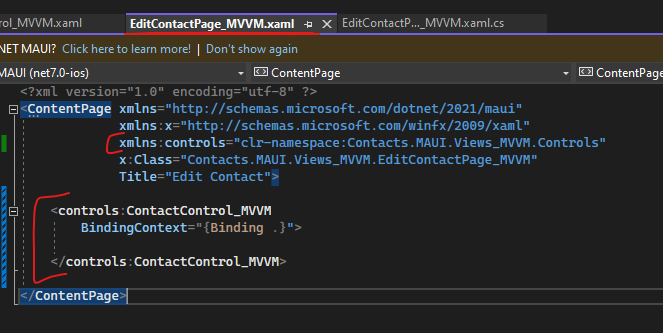 rol_MVVM.xaml EditContactPage_MVVM.xaml EditContactP..._MVVM.xaml.cs
NET MAUI? Click here to learn more! | Don't show again
MAUI (net7.0-ios) ContentPage ContentPage
<?xml version="1.0" encoding="utf-8" ?>
<ContentPage xmlns="http://schemas.microsoft.com/dotnet/2021/maui"
xmlns:x="http://schemas.microsoft.com/winfx/2009/xaml"
xmlns:controls="clr-namespace:Contacts.MAUI.Views_MVVM.Controls"
x:Class="Contacts.MAUI.Views_MVVM.EditContactPage_MVVM"
Title="Edit Contact">
<controls:ContactControl_MVVM
BindingContext="{Binding .}">
</controls:ContactControl_MVVM>
</ContentPage>